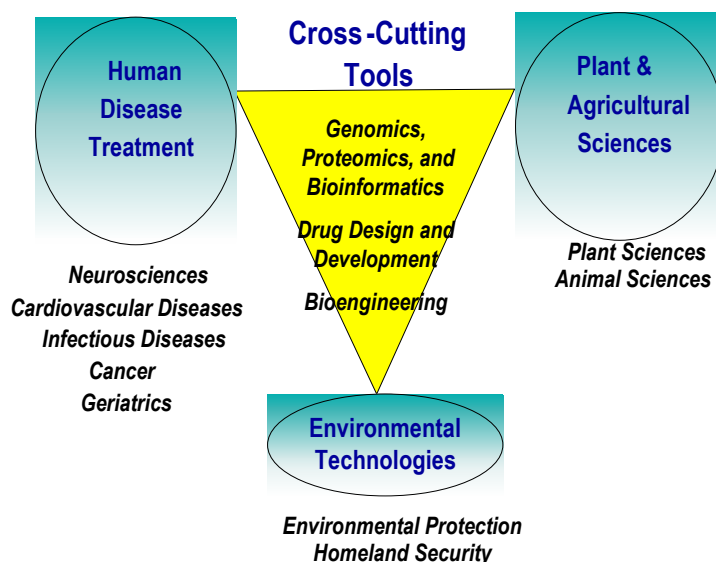 Cross-Cutting
Tools
Human
Disease
Treatment
Plant &
Agricultural
Sciences
Genomics,
Proteomics, and
Bioinformatics
Drug Design and
Development
Bioengineering
Neurosciences
Cardiovascular Diseases
Infectious Diseases
Cancer
Geriatrics
Plant Sciences
Animal Sciences
Environmental
Technologies
Environmental Protection
Homeland Security